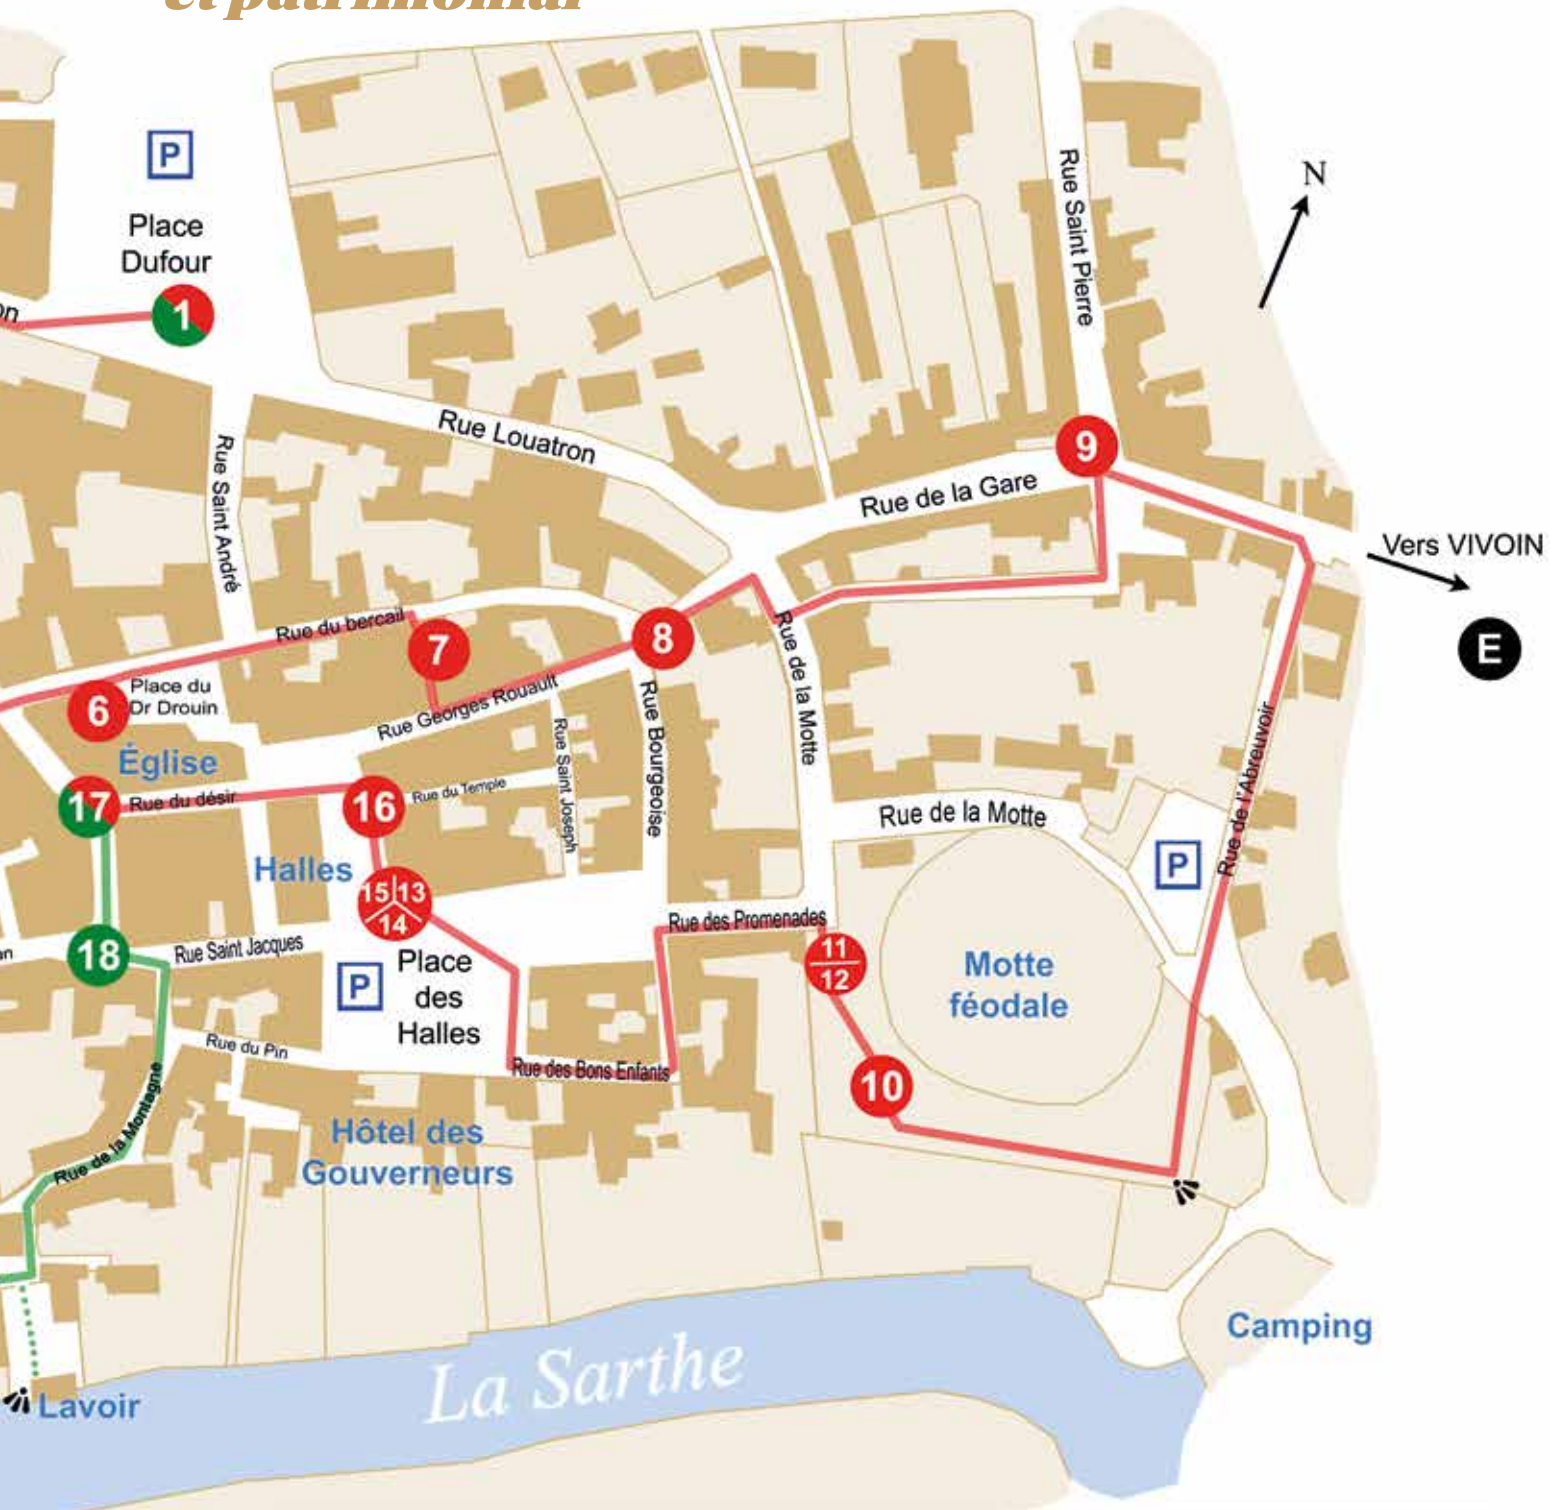 et patrimonial
P
N
Place
Dufour
Rue Saint Pierre
on
1
Rue Louatron
9
Rue Saint André
Rue de la Gare
Vers VIVOIN
E
Rue du bercail
7
8
6
Place du
Dr Drouin
Rue Georges Rouault
Rue de la Motte
Église
Rue Saint Joseph
Rue Bourgeoise
Rue de l'Abreuvoir
17
Rue du désir
16
Rue du Temple
Rue de la Motte
Halles
P
15 13
14
Rue des Promenades
18
an
Rue Saint Jacques
11
12
P
Place
des
Halles
Motte
féodale
Rue du Pin
Rue des Bons Enfants
10
Rue de la Montagne
Hôtel des
Gouverneurs
Camping
La Sarthe
Lavoir